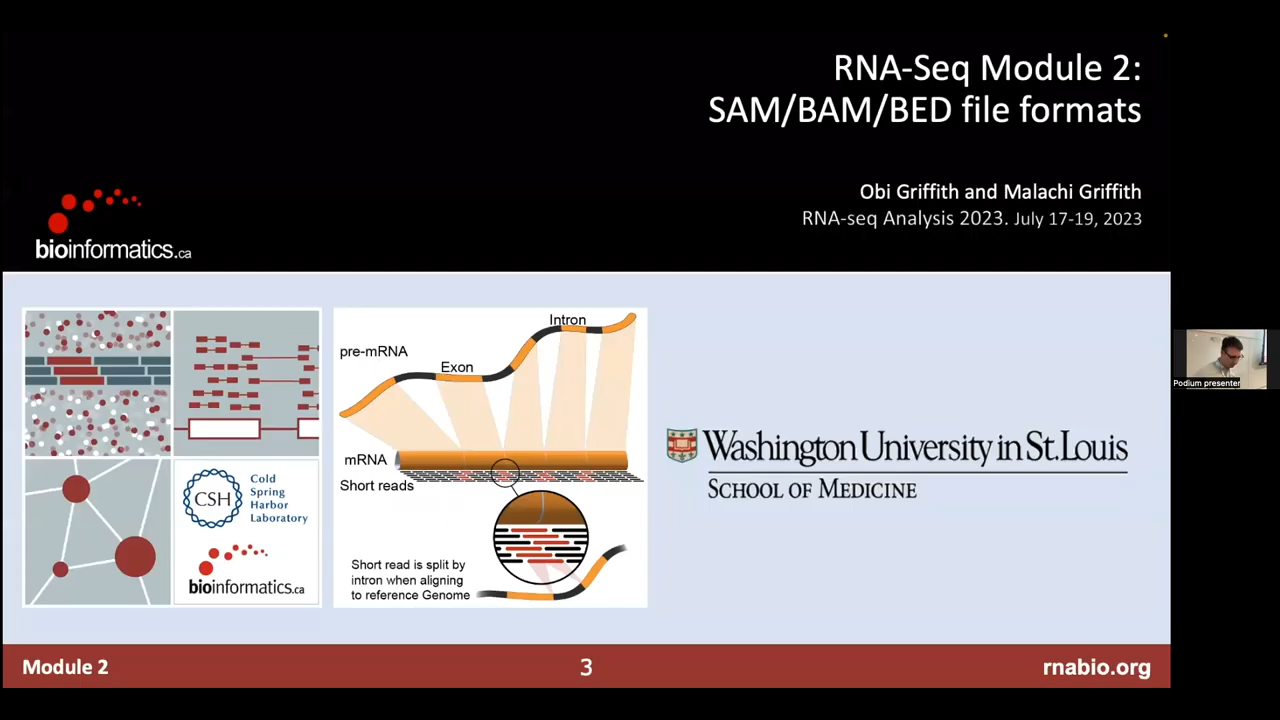 RNA-Seq Module 2:
SAM/BAM/BED file formats
Obi Griffith and Malachi Griffith
RNA-seq Analysis 2023. July 17-19, 2023
bioinformatics.ca
Intron
pre-mRNA
Exon
mRNA
Short reads
Short read is split by
intron when aligning
to reference Genome
CSH
Cold
Spring
Harbor
Laboratory
bioinformatics.ca
Washington University in St. Louis
SCHOOL OF MEDICINE
Podium presenter
Module 2
3
rnabio.org